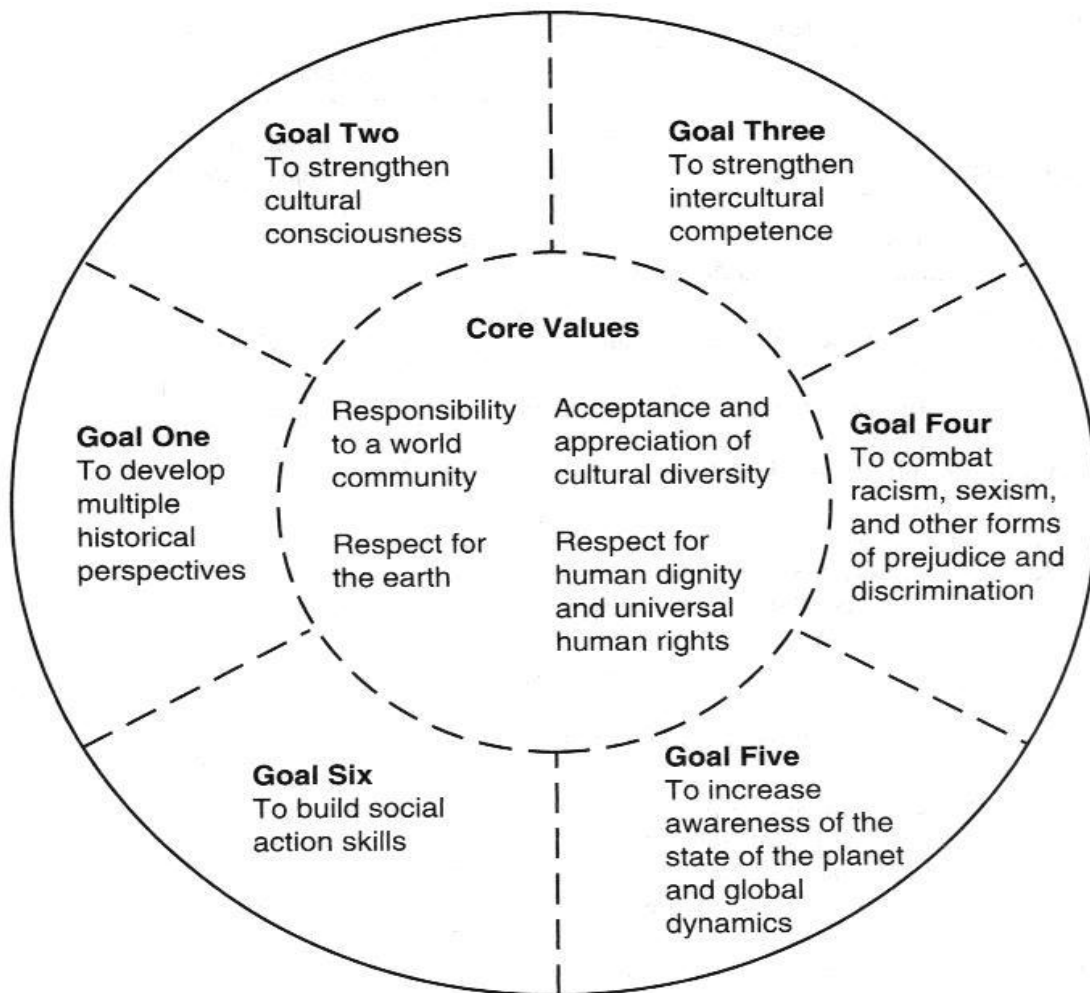 Goal Two
To strengthen
cultural
consciousness
Goal Three
To strengthen
intercultural
competence
Core Values
Responsibility
to a world
community
Acceptance and
appreciation of
cultural diversity
Respect for
the earth
Respect for
human dignity
and universal
human rights
Goal One
To develop
multiple
historical
perspectives
Goal Four
To combat
racism, sexism,
and other forms
of prejudice and
discrimination
Goal Six
To build social
action skills
Goal Five
To increase
awareness of the
state of the planet
and global
dynamics